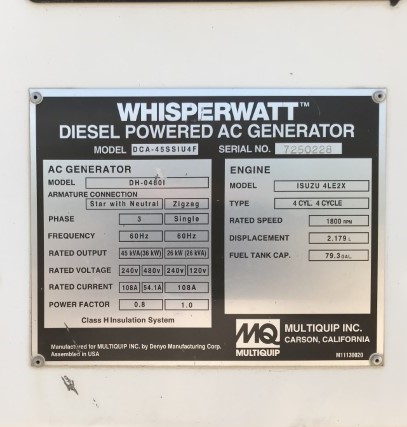 WHISPERWATT™
DIESEL POWERED AC GENERATOR
MODEL DCA-45SSIU4F SERIAL NO. 7250228
AC GENERATOR
MODEL DH-0480I
ARMATURE CONNECTION
Star with Neutral Zigzag
PHASE 3 Single
FREQUENCY 60Hz 60Hz
RATED OUTPUT 45 kVA(36 kW) 26 kW (26 kVA)
RATED VOLTAGE 240v 480v 240v 120v
RATED CURRENT 108A 54.1A 108A
POWER FACTOR 0.8 1.0
Class H Insulation System
Manufactured for MULTIQUIP INC. by Denyo Manufacturing Corp.
Assembled in USA
ENGINE
MODEL ISUZU 4LE2X
TYPE 4 CYL. 4 CYCLE
RATED SPEED 1800 RPM
DISPLACEMENT 2.179 L
FUEL TANK CAP. 79.3 GAL.
MQ
MULTIQUIP
MULTIQUIP INC.
CARSON, CALIFORNIA
M11130020